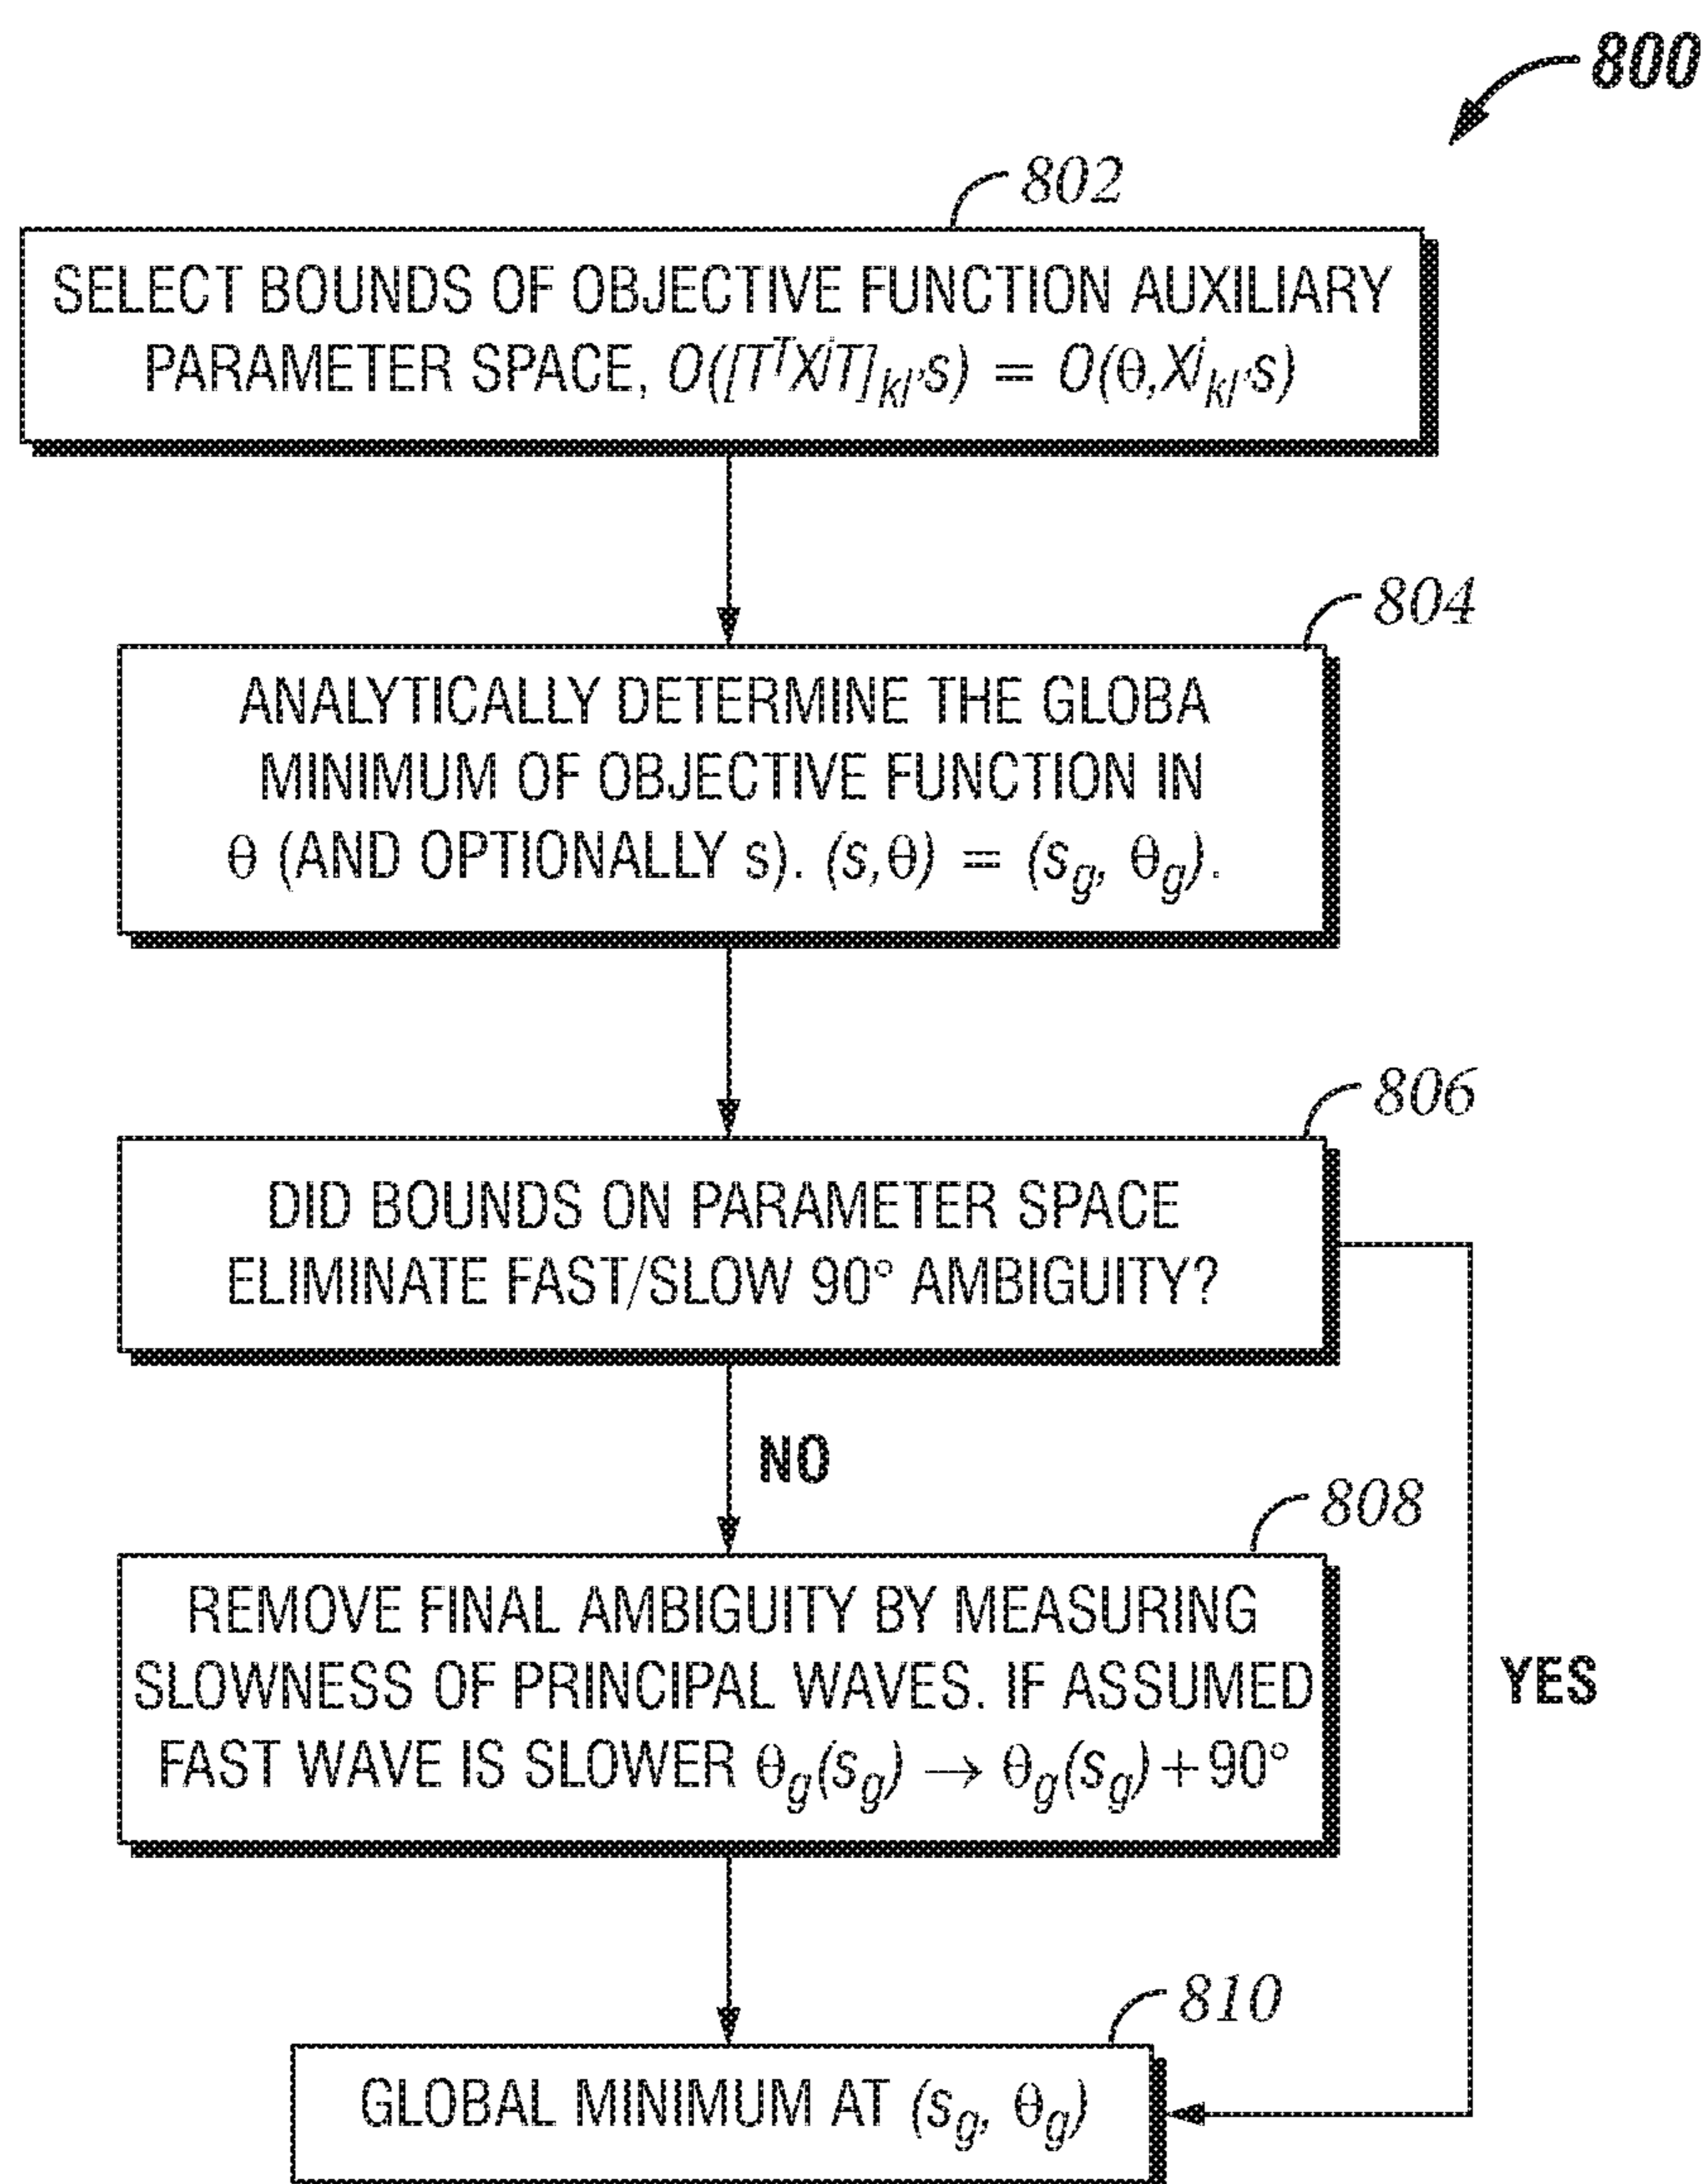 800
802
SELECT BOUNDS OF OBJECTIVE FUNCTION AUXILIARY
PARAMETER SPACE, O([TᵀXʲT]ₖₗ,s) = O(θ,Xʲₖₗ,s)
804
ANALYTICALLY DETERMINE THE GLOBA
MINIMUM OF OBJECTIVE FUNCTION IN
θ (AND OPTIONALLY s). (s,θ) = (s_g, θ_g).
806
DID BOUNDS ON PARAMETER SPACE
ELIMINATE FAST/SLOW 90° AMBIGUITY?
NO
808
REMOVE FINAL AMBIGUITY BY MEASURING
SLOWNESS OF PRINCIPAL WAVES. IF ASSUMED
FAST WAVE IS SLOWER θ_g(s_g) → θ_g(s_g)+90°
YES
810
GLOBAL MINIMUM AT (s_g, θ_g)